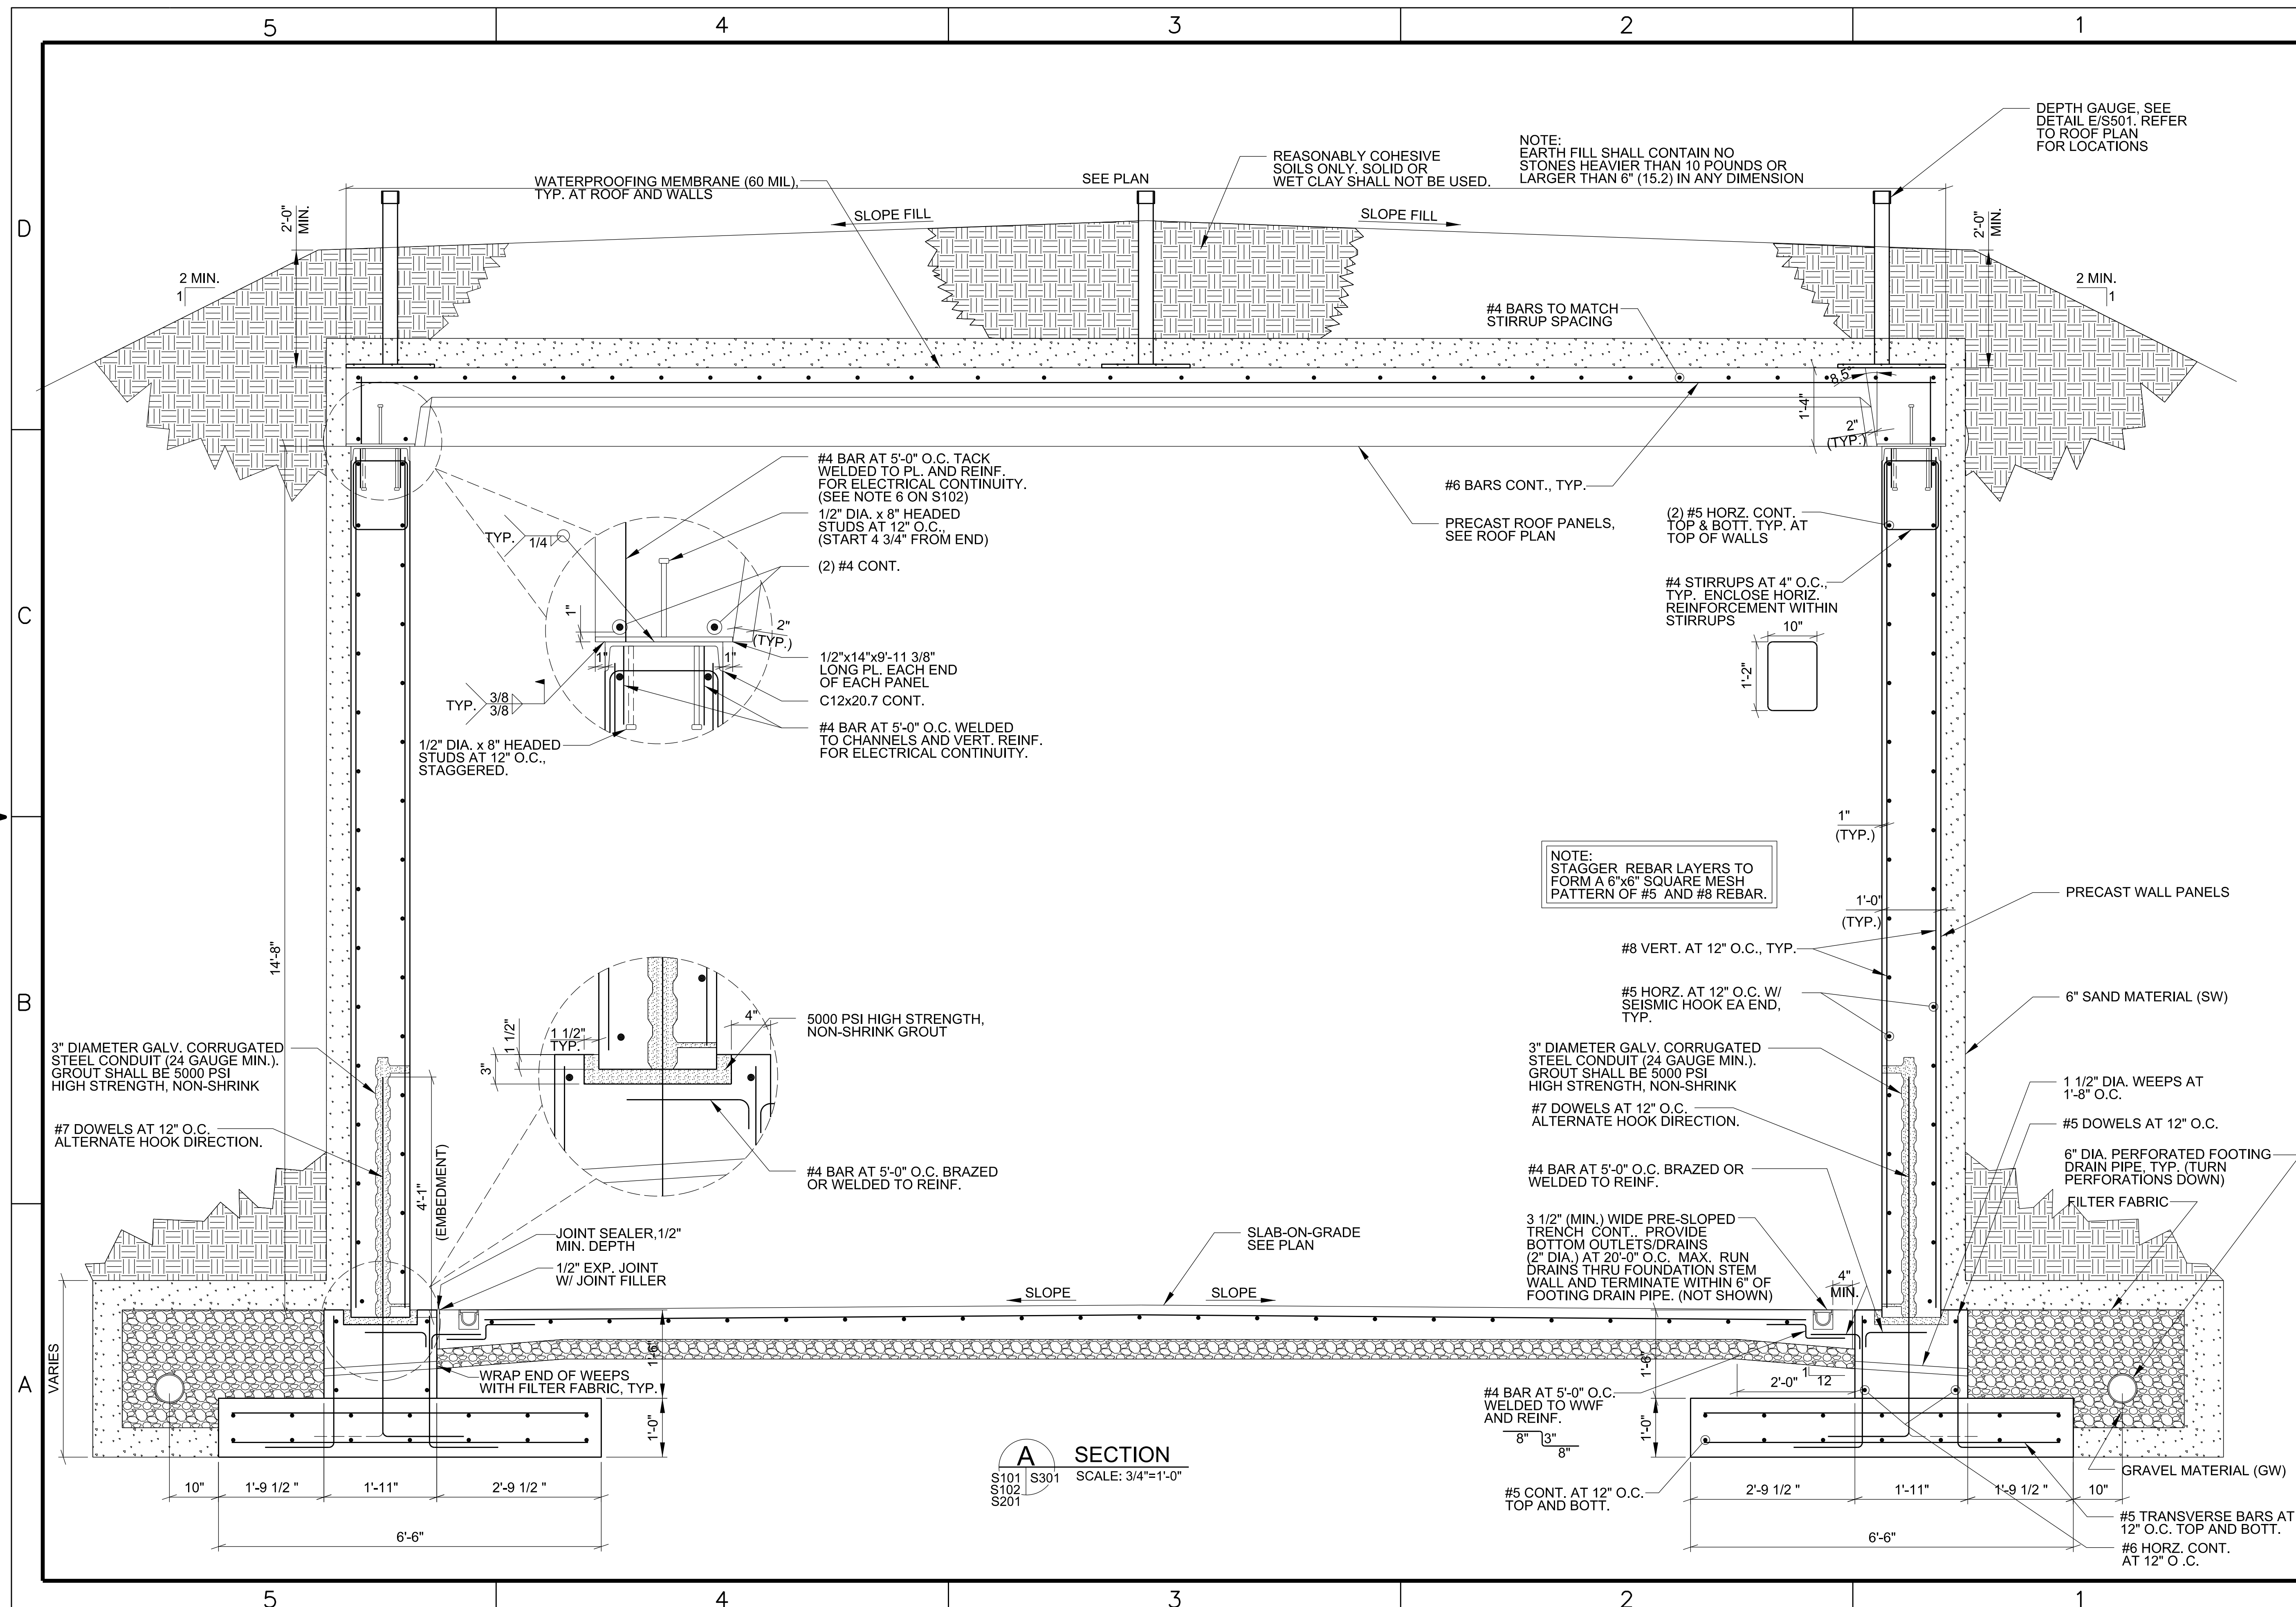 5
4
3
2
1
D
C
B
A
DEPTH GAUGE, SEE
DETAIL E/S501. REFER
TO ROOF PLAN
FOR LOCATIONS
NOTE:
EARTH FILL SHALL CONTAIN NO
STONES HEAVIER THAN 10 POUNDS OR
LARGER THAN 6" (15.2) IN ANY DIMENSION
REASONABLY COHESIVE
SOILS ONLY. SOLID OR
WET CLAY SHALL NOT BE USED.
SEE PLAN
WATERPROOFING MEMBRANE (60 MIL),
TYP. AT ROOF AND WALLS
SLOPE FILL
SLOPE FILL
2'-0"
MIN.
2'-0"
MIN.
2 MIN.
1
2 MIN.
1
#4 BARS TO MATCH
STIRRUP SPACING
8.5°
1'-4"
2"
(TYP.)
#4 BAR AT 5'-0" O.C. TACK
WELDED TO PL. AND REINF.
FOR ELECTRICAL CONTINUITY.
(SEE NOTE 6 ON S102)
1/2" DIA. x 8" HEADED
STUDS AT 12" O.C.,
(START 4 3/4" FROM END)
(2) #4 CONT.
TYP.
1/4
1"
2"
(TYP.)
1"
1"
1/2"x14"x9'-11 3/8"
LONG PL. EACH END
OF EACH PANEL
C12x20.7 CONT.
TYP.
3/8
3/8
#4 BAR AT 5'-0" O.C. WELDED
TO CHANNELS AND VERT. REINF.
FOR ELECTRICAL CONTINUITY.
1/2" DIA. x 8" HEADED
STUDS AT 12" O.C.,
STAGGERED.
#6 BARS CONT., TYP.
PRECAST ROOF PANELS,
SEE ROOF PLAN
(2) #5 HORZ. CONT.
TOP & BOTT. TYP. AT
TOP OF WALLS
#4 STIRRUPS AT 4" O.C.,
TYP. ENCLOSE HORIZ.
REINFORCEMENT WITHIN
STIRRUPS
10"
1'-2"
1"
(TYP.)
NOTE:
STAGGER REBAR LAYERS TO
FORM A 6"x6" SQUARE MESH
PATTERN OF #5 AND #8 REBAR.
PRECAST WALL PANELS
1'-0"
(TYP.)
#8 VERT. AT 12" O.C., TYP.
#5 HORZ. AT 12" O.C. W/
SEISMIC HOOK EA END,
TYP.
6" SAND MATERIAL (SW)
14'-8"
5000 PSI HIGH STRENGTH,
NON-SHRINK GROUT
4"
1 1/2"
TYP.
1 1/2"
3"
3" DIAMETER GALV. CORRUGATED
STEEL CONDUIT (24 GAUGE MIN.).
GROUT SHALL BE 5000 PSI
HIGH STRENGTH, NON-SHRINK
#7 DOWELS AT 12" O.C.
ALTERNATE HOOK DIRECTION.
4'-1"
(EMBEDMENT)
#4 BAR AT 5'-0" O.C. BRAZED
OR WELDED TO REINF.
3" DIAMETER GALV. CORRUGATED
STEEL CONDUIT (24 GAUGE MIN.).
GROUT SHALL BE 5000 PSI
HIGH STRENGTH, NON-SHRINK
#7 DOWELS AT 12" O.C.
ALTERNATE HOOK DIRECTION.
#4 BAR AT 5'-0" O.C. BRAZED OR
WELDED TO REINF.
3 1/2" (MIN.) WIDE PRE-SLOPED
TRENCH CONT.. PROVIDE
BOTTOM OUTLETS/DRAINS
(2" DIA.) AT 20'-0" O.C. MAX. RUN
DRAINS THRU FOUNDATION STEM
WALL AND TERMINATE WITHIN 6" OF
FOOTING DRAIN PIPE. (NOT SHOWN)
4"
MIN.
1 1/2" DIA. WEEPS AT
1'-8" O.C.
#5 DOWELS AT 12" O.C.
6" DIA. PERFORATED FOOTING
DRAIN PIPE, TYP. (TURN
PERFORATIONS DOWN)
FILTER FABRIC
JOINT SEALER,1/2"
MIN. DEPTH
1/2" EXP. JOINT
W/ JOINT FILLER
SLAB-ON-GRADE
SEE PLAN
SLOPE
SLOPE
VARIES
1'-6"
WRAP END OF WEEPS
WITH FILTER FABRIC, TYP.
1'-0"
1'-6"
1
12
2'-0"
1'-0"
#4 BAR AT 5'-0" O.C.
WELDED TO WWF
AND REINF.
8"
3"
8"
#5 CONT. AT 12" O.C.
TOP AND BOTT.
A
SECTION
S101
S301
SCALE: 3/4"=1'-0"
S102
S201
10"
1'-9 1/2 "
1'-11"
2'-9 1/2 "
6'-6"
2'-9 1/2 "
1'-11"
1'-9 1/2 "
10"
6'-6"
GRAVEL MATERIAL (GW)
#5 TRANSVERSE BARS AT
12" O.C. TOP AND BOTT.
#6 HORZ. CONT.
AT 12" O .C.
5
4
3
2
1